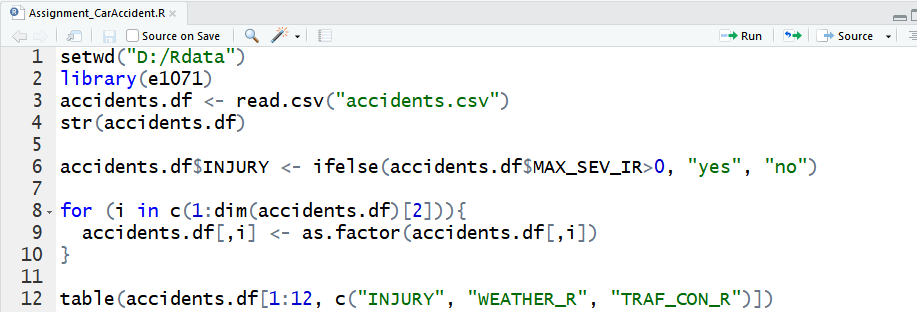 Assignment_CarAccident.R
Source on Save Run Source
1 setwd("D:/Rdata")
2 library(e1071)
3 accidents.df <- read.csv("accidents.csv")
4 str(accidents.df)
5
6 accidents.df$INJURY <- ifelse(accidents.df$MAX_SEV_IR>0, "yes", "no")
7
8 for (i in c(1:dim(accidents.df)[2])){
9   accidents.df[,i] <- as.factor(accidents.df[,i])
10 }
11
12 table(accidents.df[1:12, c("INJURY", "WEATHER_R", "TRAF_CON_R")])